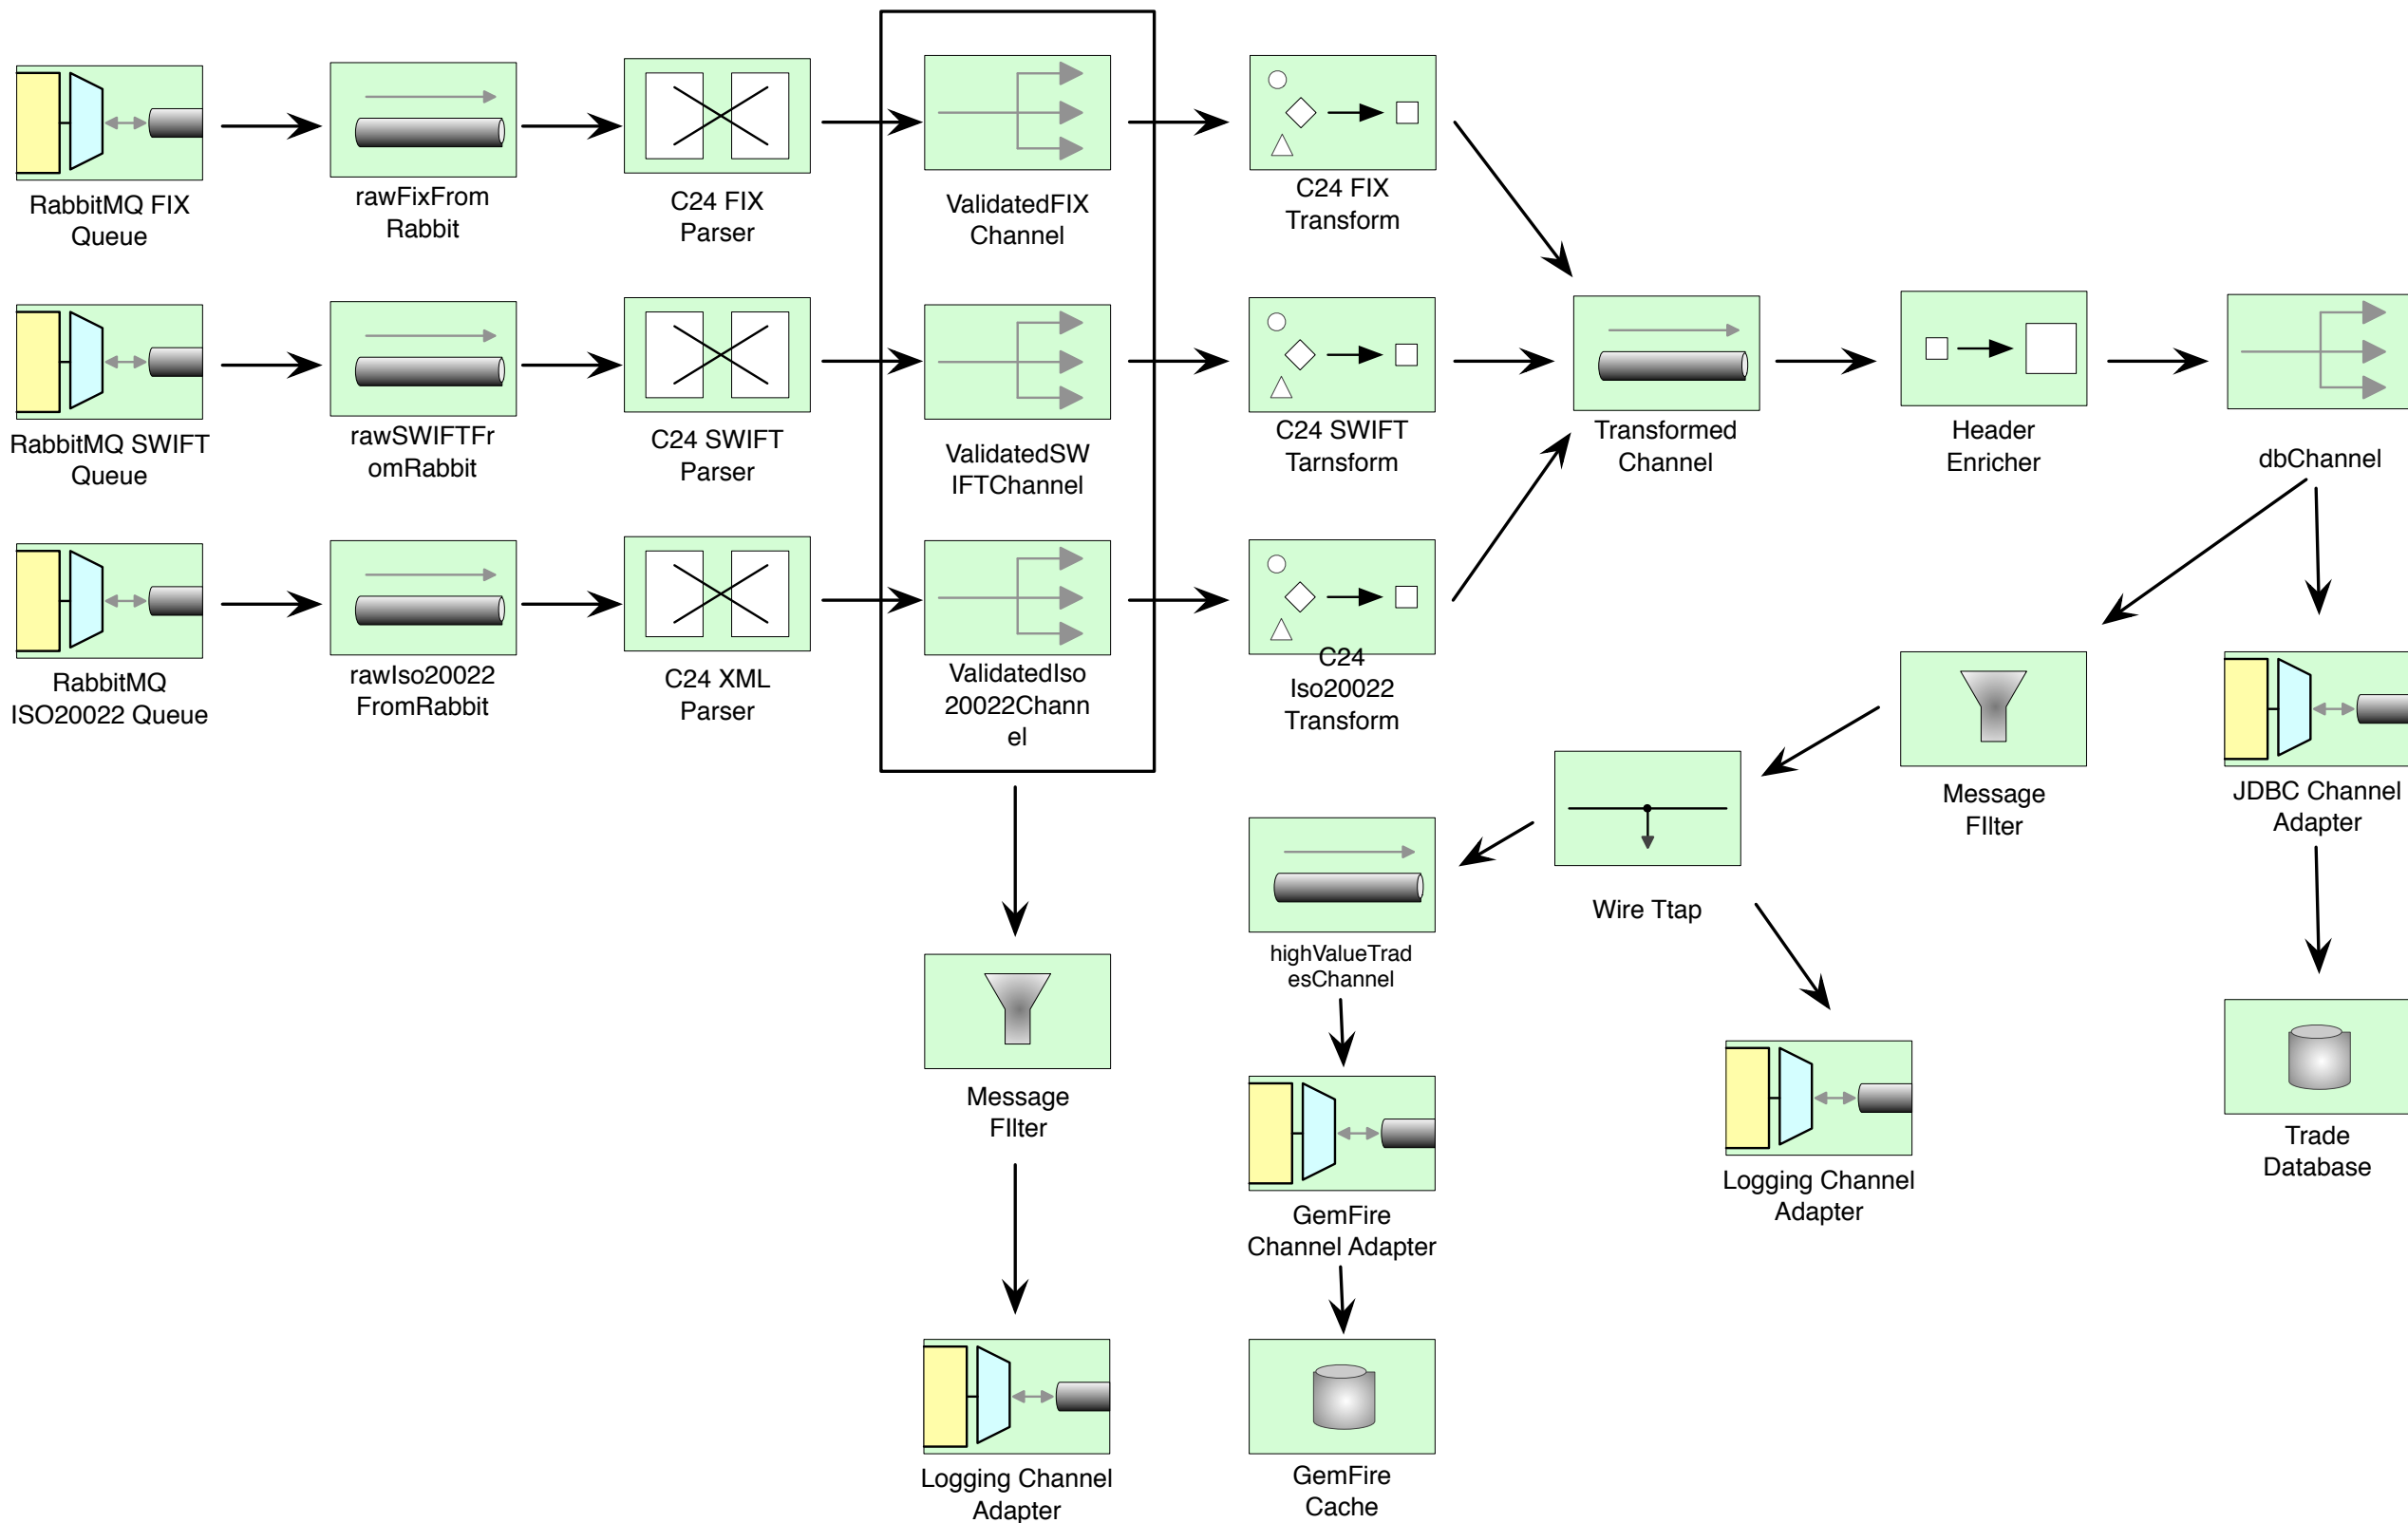 RabbitMQ FIX
Queue
rawFixFrom
Rabbit
C24 FIX
Parser
ValidatedFIX
Channel
C24 FIX
Transform
RabbitMQ SWIFT
Queue
rawSWIFTFr
omRabbit
C24 SWIFT
Parser
ValidatedSW
IFTChannel
C24 SWIFT
Tarnsform
Transformed
Channel
Header
Enricher
dbChannel
RabbitMQ
ISO20022 Queue
rawIso20022
FromRabbit
C24 XML
Parser
ValidatedIso
20022Chann
el
C24
Iso20022
Transform
Message
FIlter
JDBC Channel
Adapter
Wire Ttap
highValueTrad
esChannel
Message
FIlter
GemFire
Channel Adapter
Logging Channel
Adapter
Trade
Database
Logging Channel
Adapter
GemFire
Cache